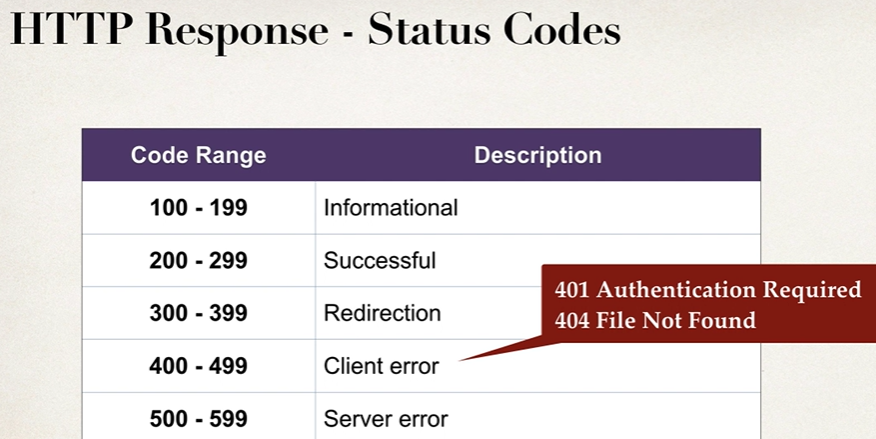 HTTP Response - Status Codes
Code Range Description
100 - 199 Informational
200 - 299 Successful
300 - 399 Redirection
401 Authentication Required
404 File Not Found
400 - 499 Client error
500 - 599 Server error